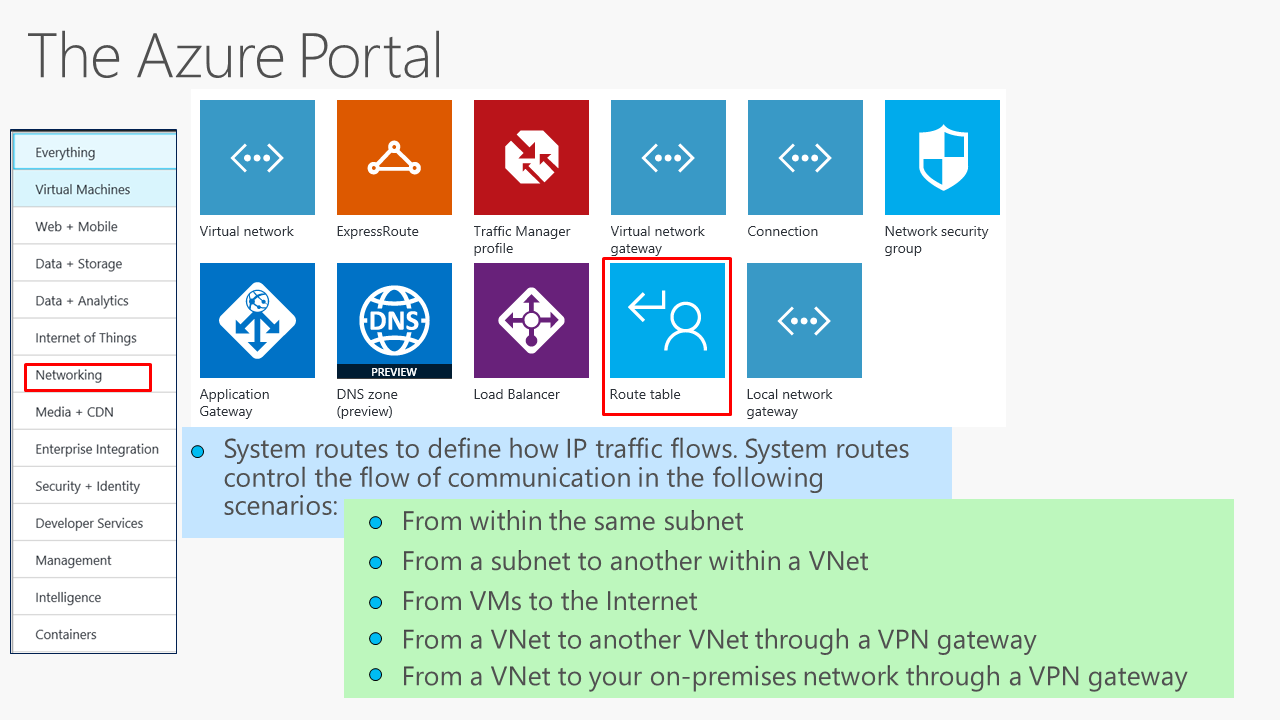 The Azure Portal
Everything
Virtual Machines
Web + Mobile
Data + Storage
Data + Analytics
Internet of Things
Networking
Media + CDN
Enterprise Integration
Security + Identity
Developer Services
Management
Intelligence
Containers
Virtual network
ExpressRoute
Traffic Manager
profile
Virtual network
gateway
Connection
Network security
group
Application
Gateway
DNS
PREVIEW
DNS zone
(preview)
Load Balancer
Route table
Local network
gateway
System routes to define how IP traffic flows. System routes
control the flow of communication in the following
scenarios:
From within the same subnet
From a subnet to another within a VNet
From VMs to the Internet
From a VNet to another VNet through a VPN gateway
From a VNet to your on-premises network through a VPN gateway